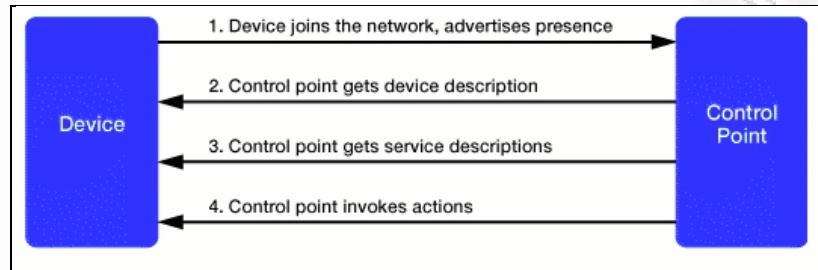 1. Device joins the network, advertises presence
2. Control point gets device description
Device
Control
Point
3. Control point gets service descriptions
4. Control point invokes actions